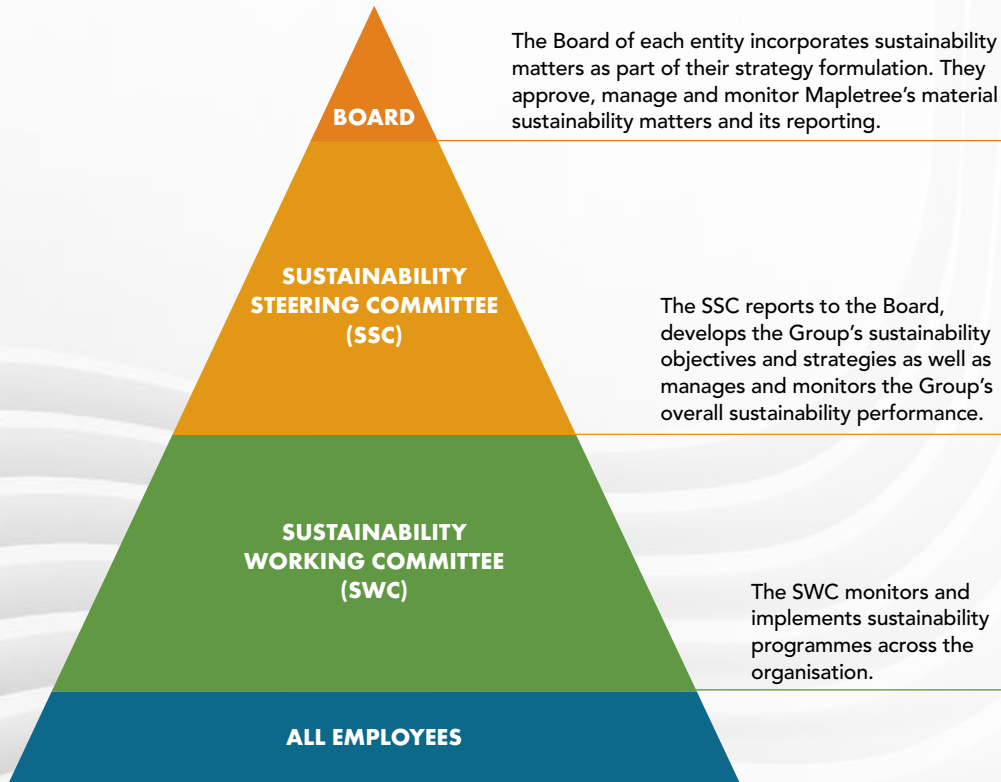 The Board of each entity incorporates sustainability
matters as part of their strategy formulation. They
approve, manage and monitor Mapletree’s material
sustainability matters and its reporting.
BOARD
SUSTAINABILITY
STEERING COMMITTEE
(SSC)
The SSC reports to the Board,
develops the Group’s sustainability
objectives and strategies as well as
manages and monitors the Group’s
overall sustainability performance.
SUSTAINABILITY
WORKING COMMITTEE
(SWC)
The SWC monitors and
implements sustainability
programmes across the
organisation.
ALL EMPLOYEES